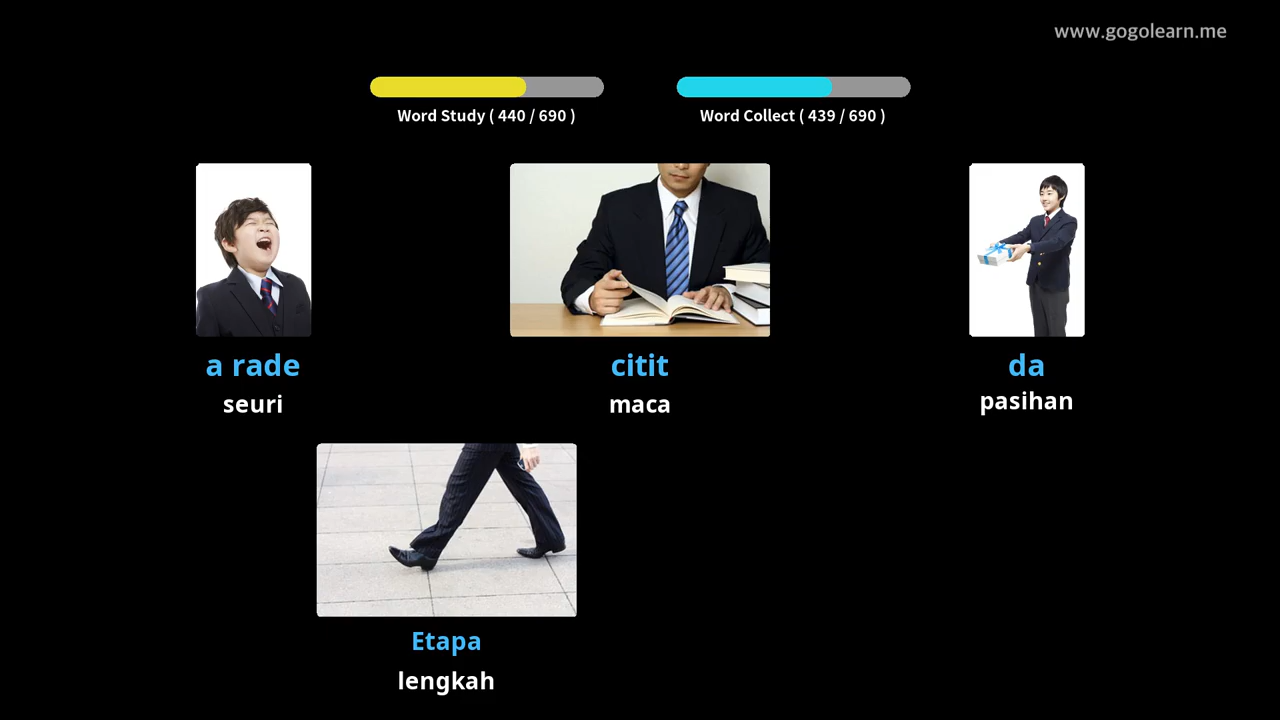 www.gogolearn.me
Word Study ( 440 / 690 )
Word Collect ( 439 / 690 )
a rade
seuri
citit
maca
da
pasihan
Etapa
lengkah